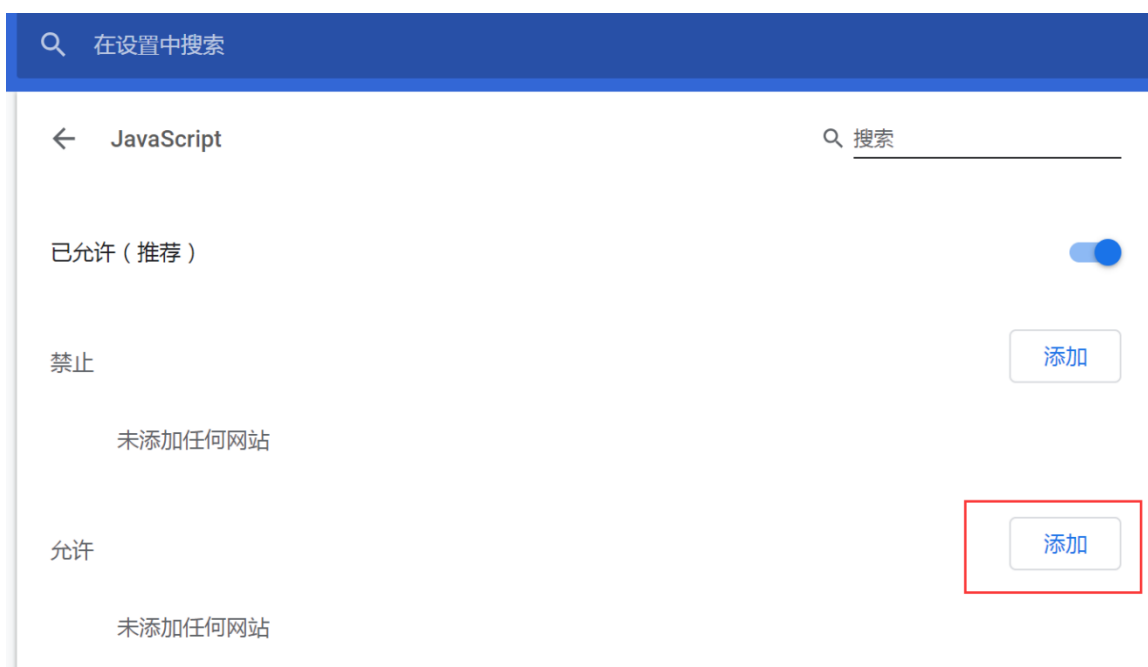 在设置中搜索
JavaScript
搜索
已允许（推荐）
禁止
添加
未添加任何网站
允许
添加
未添加任何网站